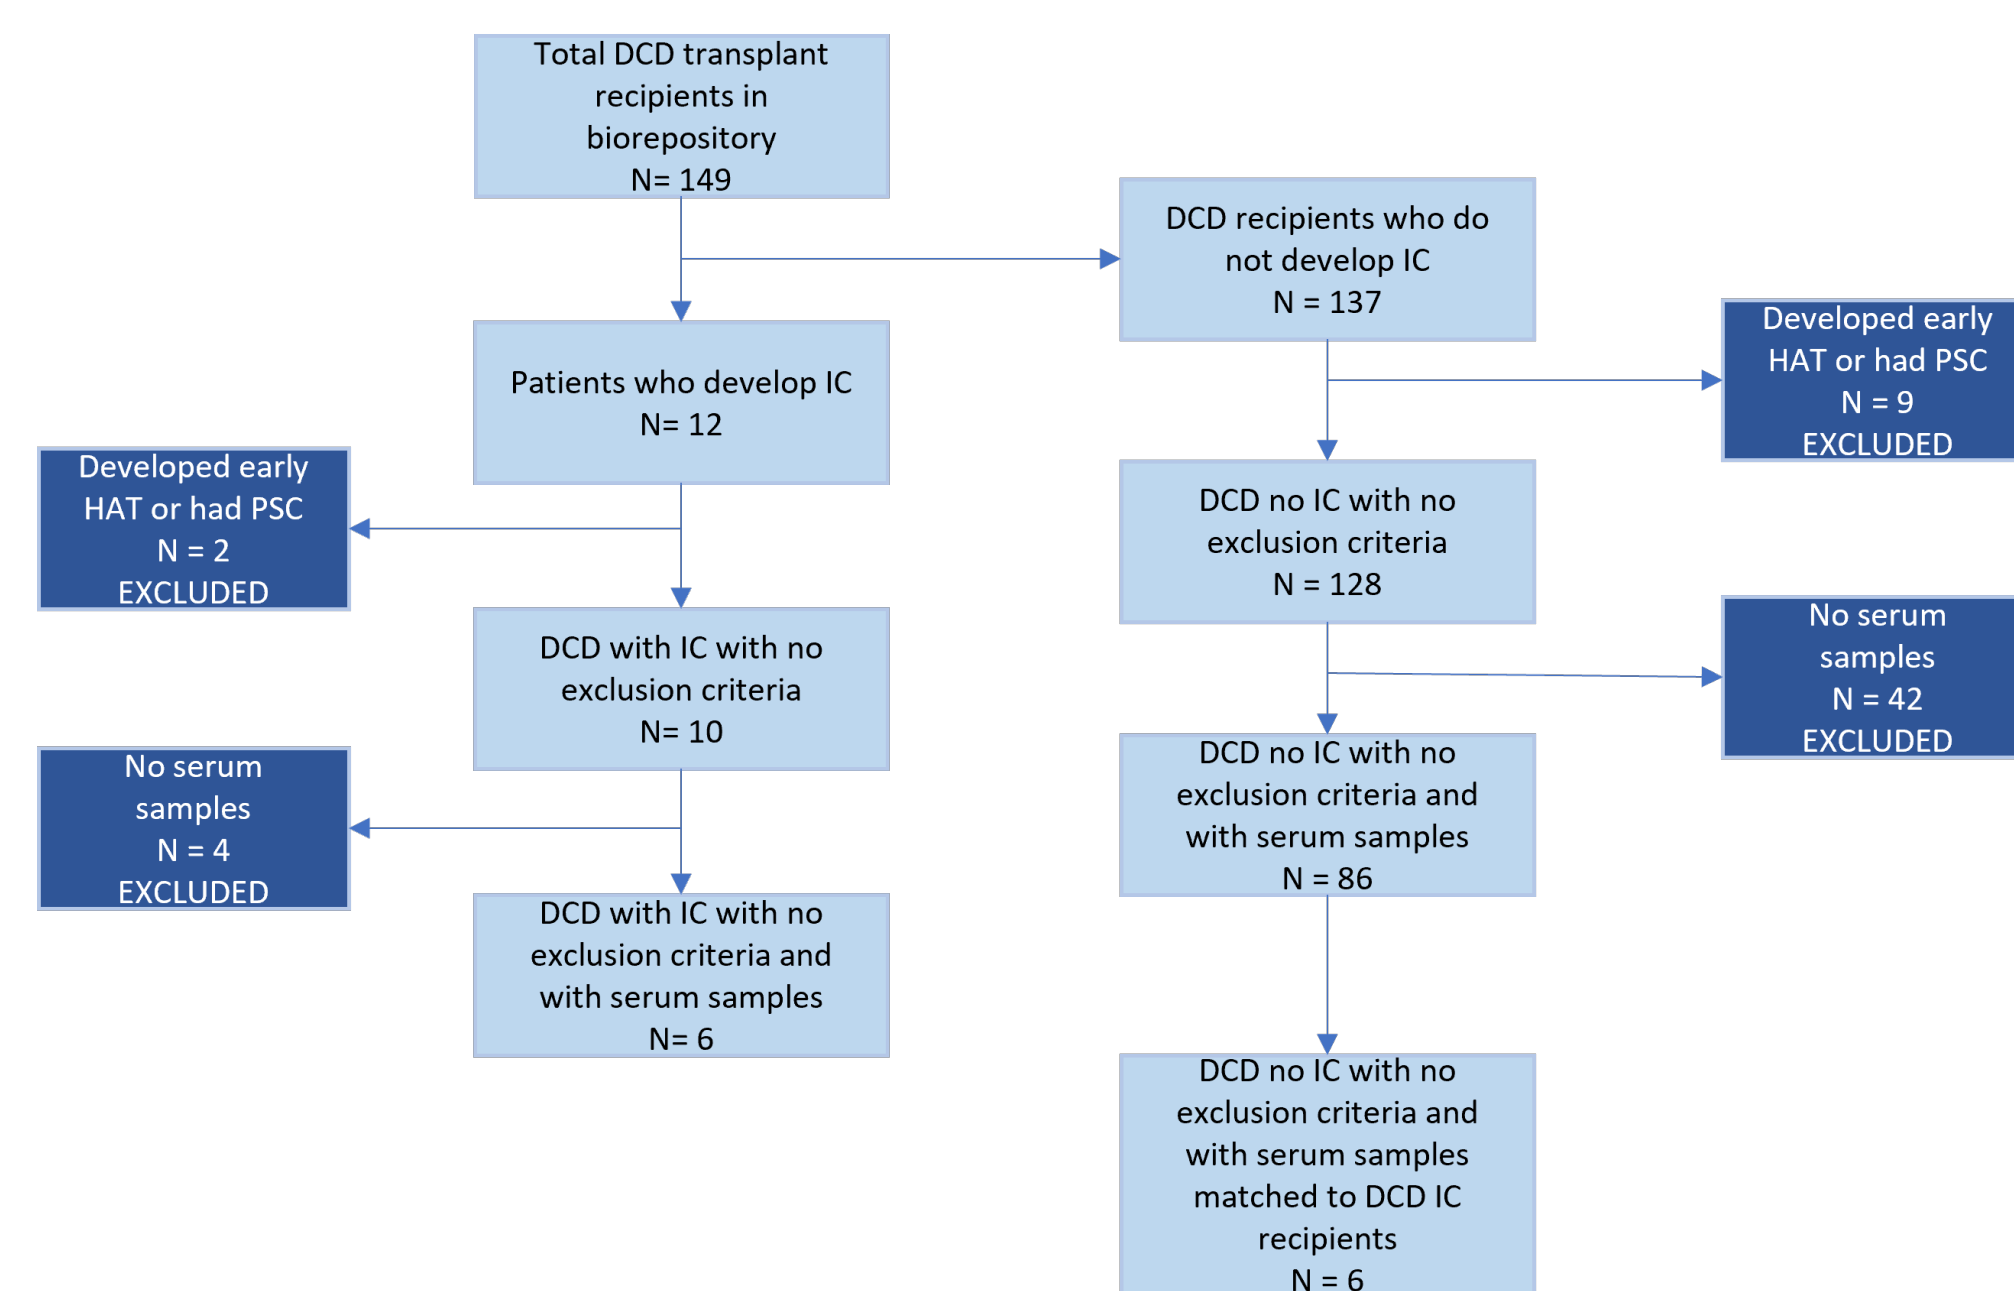 Total DCD transplant
recipients in
biorepository
N= 149
DCD recipients who do
not develop IC
N = 137
Developed early
HAT or had PSC
N = 9
EXCLUDED
Patients who develop IC
N= 12
Developed early
HAT or had PSC
N = 2
EXCLUDED
DCD no IC with no
exclusion criteria
N = 128
No serum
samples
N = 42
EXCLUDED
DCD with IC with no
exclusion criteria
N= 10
No serum
samples
N = 4
EXCLUDED
DCD no IC with no
exclusion criteria and
with serum samples
N = 86
DCD with IC with no
exclusion criteria and
with serum samples
N= 6
DCD no IC with no
exclusion criteria and
with serum samples
matched to DCD IC
recipients
N = 6